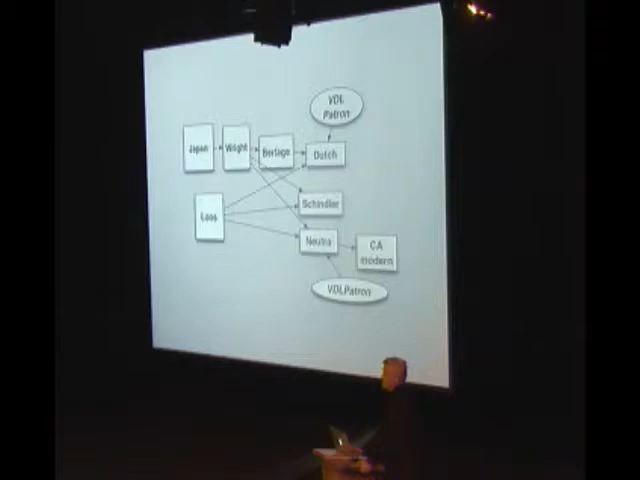 VDL
Patron
Japan
Wright
Berlage
Dutch
Loos
Schindler
Neutra
CA
modern
VDLPatron